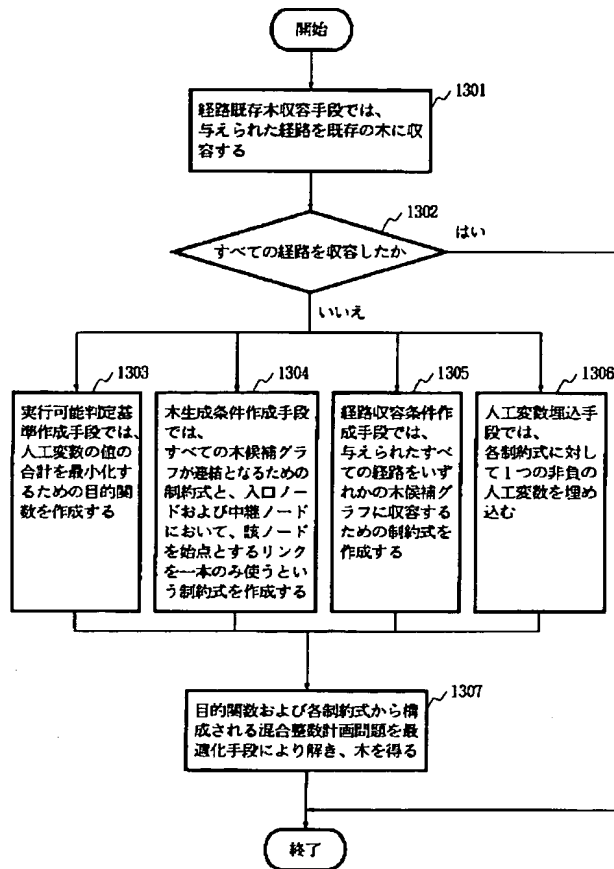 開始
1301
経路既存木収容手段では、
与えられた経路を既存の木に収
容する
1302
すべての経路を収容したか
はい
いいえ
1303
実行可能判定基
準作成手段では、
人工変数の値の
合計を最小化す
るための目的関
数を作成する
1304
木生成条件作成手段
では、
すべての木候補グラ
フが連結となるための
制約式と、入口ノー
ドおよび中継ノード
において、該ノード
を始点とするリンク
を一本のみ使うとい
う制約式を作成する
1305
経路収容条件作
成手段では、
与えられたすべ
ての経路をいず
れかの木候補グ
ラフに収容する
ための制約式を
作成する
1306
人工変数埋込手
段では、
各制約式に対し
て1つの非負の
人工変数を埋め
込む
1307
目的関数および各制約式から構
成される混合整数計画問題を最
適化手段により解き、木を得る
終了